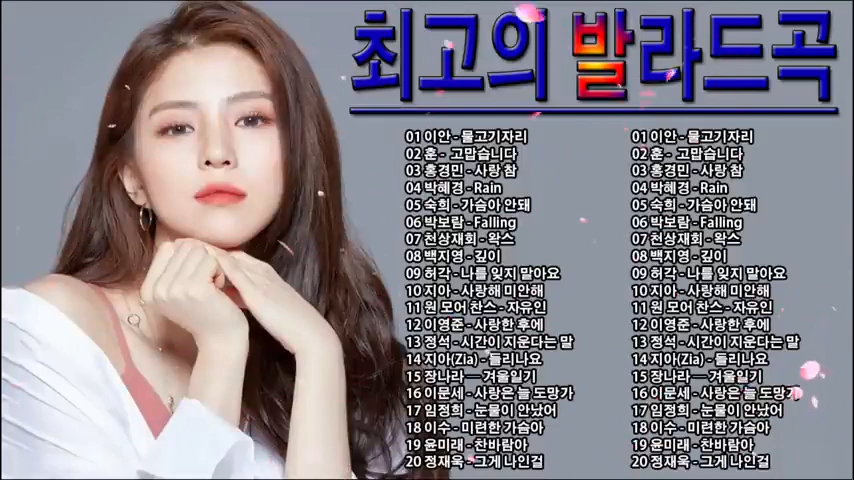 최고의 발라드곡
01 이안 - 물고기자리
02 훈 - 고맙습니다
03 홍경민 - 사랑 참
04 박혜경 - Rain
05 숙희 - 가슴아 안돼
06 박보람 - Falling
07 천상재회 - 왁스
08 백지영 - 깊이
09 허각 - 나를 잊지 말아요
10 지아 - 사랑해 미안해
11 원 모어 찬스 - 자유인
12 이영준 - 사랑한 후에
13 정석 - 시간이 지운다는 말
14 지아(Zia) - 들리나요
15 장나라 — 겨울일기
16 이문세 - 사랑은 늘 도망가
17 임정희 - 눈물이 안났어
18 이수 - 미련한 가슴아
19 윤미래 - 찬바람아
20 정재욱 - 그게 나인걸
01 이안 - 물고기자리
02 훈 - 고맙습니다
03 홍경민 - 사랑 참
04 박혜경 - Rain
05 숙희 - 가슴아 안돼
06 박보람 - Falling
07 천상재회 - 왁스
08 백지영 - 깊이
09 허각 - 나를 잊지 말아요
10 지아 - 사랑해 미안해
11 원 모어 찬스 - 자유인
12 이영준 - 사랑한 후에
13 정석 - 시간이 지운다는 말
14 지아(Zia) - 들리나요
15 장나라 — 겨울일기
16 이문세 - 사랑은 늘 도망가
17 임정희 - 눈물이 안났어
18 이수 - 미련한 가슴아
19 윤미래 - 찬바람아
20 정재욱 - 그게 나인걸